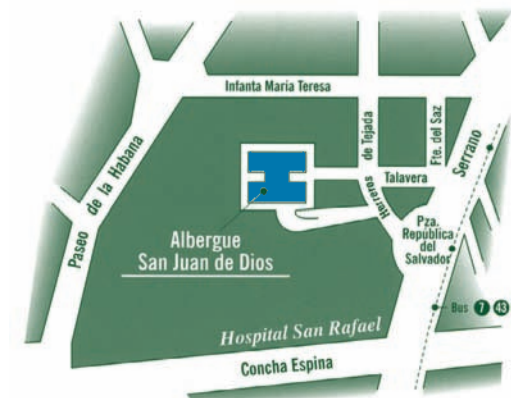 Infanta María Teresa
Paseo de la Habana
Herreros de Tejada
Fte. del Saz
Serrano
Talavera
Pza.
República
del
Salvador
Albergue
San Juan de Dios
Bus 7 43
Hospital San Rafael
Concha Espina